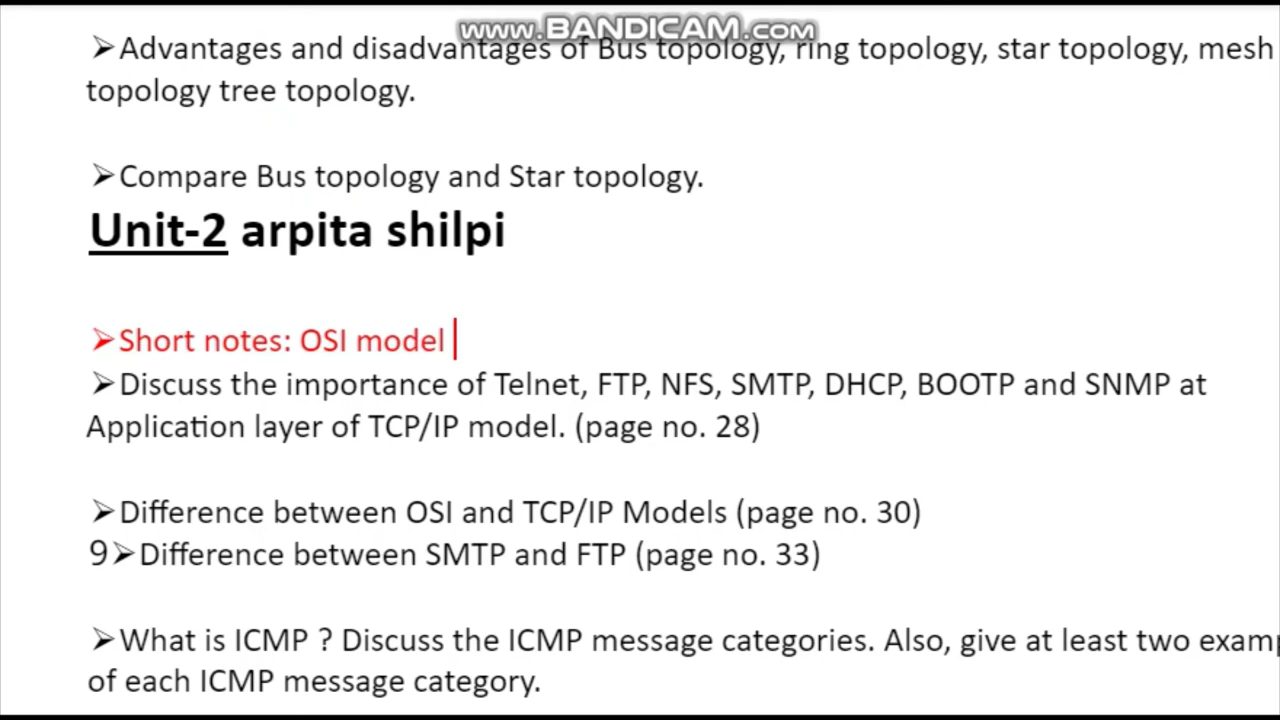 www.BANDICAM.com
➢Advantages and disadvantages of Bus topology, ring topology, star topology, mesh
topology tree topology.
➢Compare Bus topology and Star topology.
Unit-2 arpita shilpi
➢Short notes: OSI model
➢Discuss the importance of Telnet, FTP, NFS, SMTP, DHCP, BOOTP and SNMP at
Application layer of TCP/IP model. (page no. 28)
➢Difference between OSI and TCP/IP Models (page no. 30)
9➢Difference between SMTP and FTP (page no. 33)
➢What is ICMP ? Discuss the ICMP message categories. Also, give at least two
of each ICMP message category.